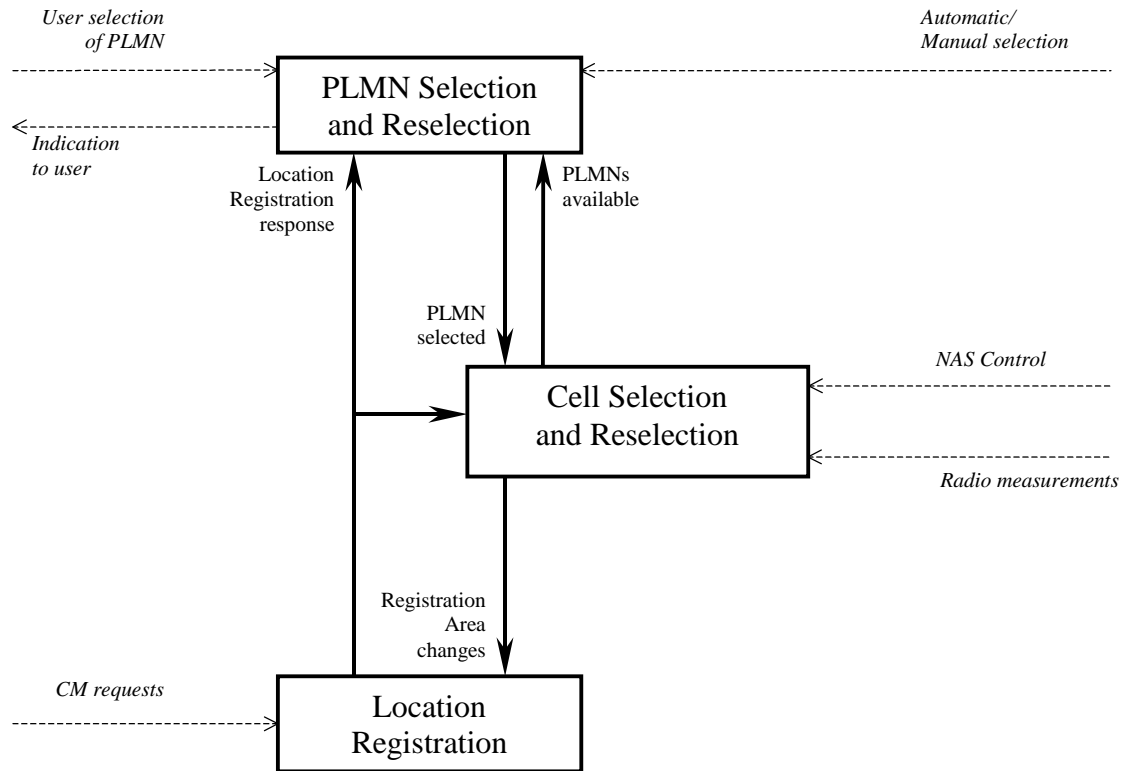 User selection
of PLMN
Automatic/
Manual selection
PLMN Selection
and Reselection
Indication
to user
Location
Registration
response
PLMNs
available
PLMN
selected
NAS Control
Cell Selection
and Reselection
Radio measurements
Registration
Area
changes
CM requests
Location
Registration